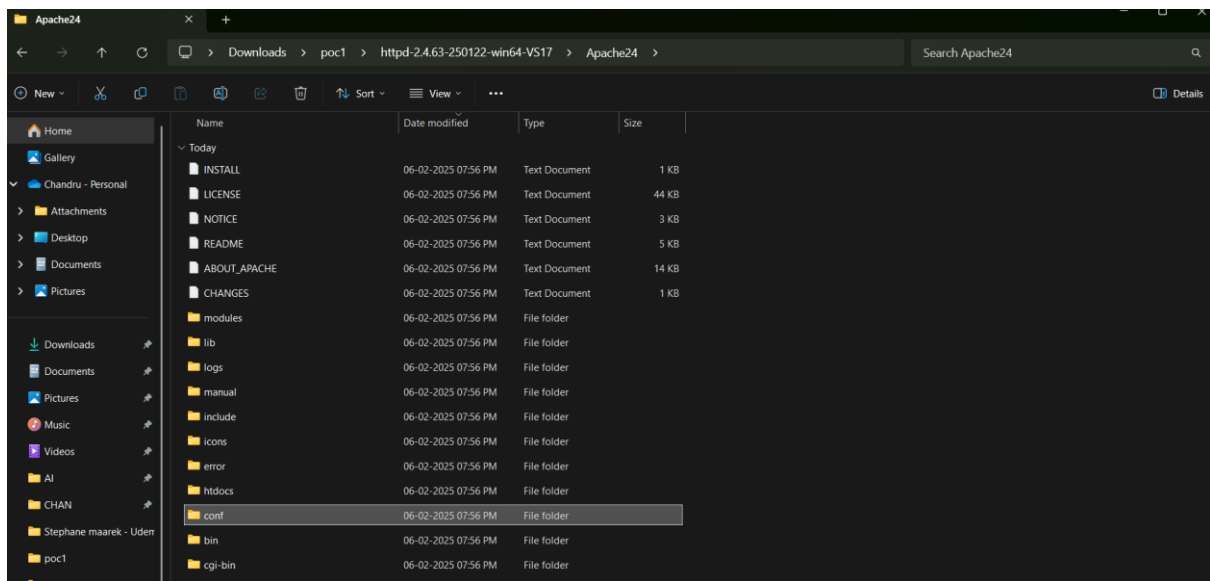 Apache24
Downloads > poc1 > httpd-2.4.63-250122-win64-VS17 > Apache24 >
Search Apache24
New
Sort
View
Details
Home
Gallery
Chandru - Personal
Attachments
Desktop
Documents
Pictures
Downloads
Documents
Pictures
Music
Videos
AI
CHAN
Stephane maarek - Udem
poc1
Name Date modified Type Size
Today
INSTALL 06-02-2025 07:56 PM Text Document 1 KB
LICENSE 06-02-2025 07:56 PM Text Document 44 KB
NOTICE 06-02-2025 07:56 PM Text Document 3 KB
README 06-02-2025 07:56 PM Text Document 5 KB
ABOUT_APACHE 06-02-2025 07:56 PM Text Document 14 KB
CHANGES 06-02-2025 07:56 PM Text Document 1 KB
modules 06-02-2025 07:56 PM File folder
lib 06-02-2025 07:56 PM File folder
logs 06-02-2025 07:56 PM File folder
manual 06-02-2025 07:56 PM File folder
include 06-02-2025 07:56 PM File folder
icons 06-02-2025 07:56 PM File folder
error 06-02-2025 07:56 PM File folder
htdocs 06-02-2025 07:56 PM File folder
conf 06-02-2025 07:56 PM File folder
bin 06-02-2025 07:56 PM File folder
cgi-bin 06-02-2025 07:56 PM File folder